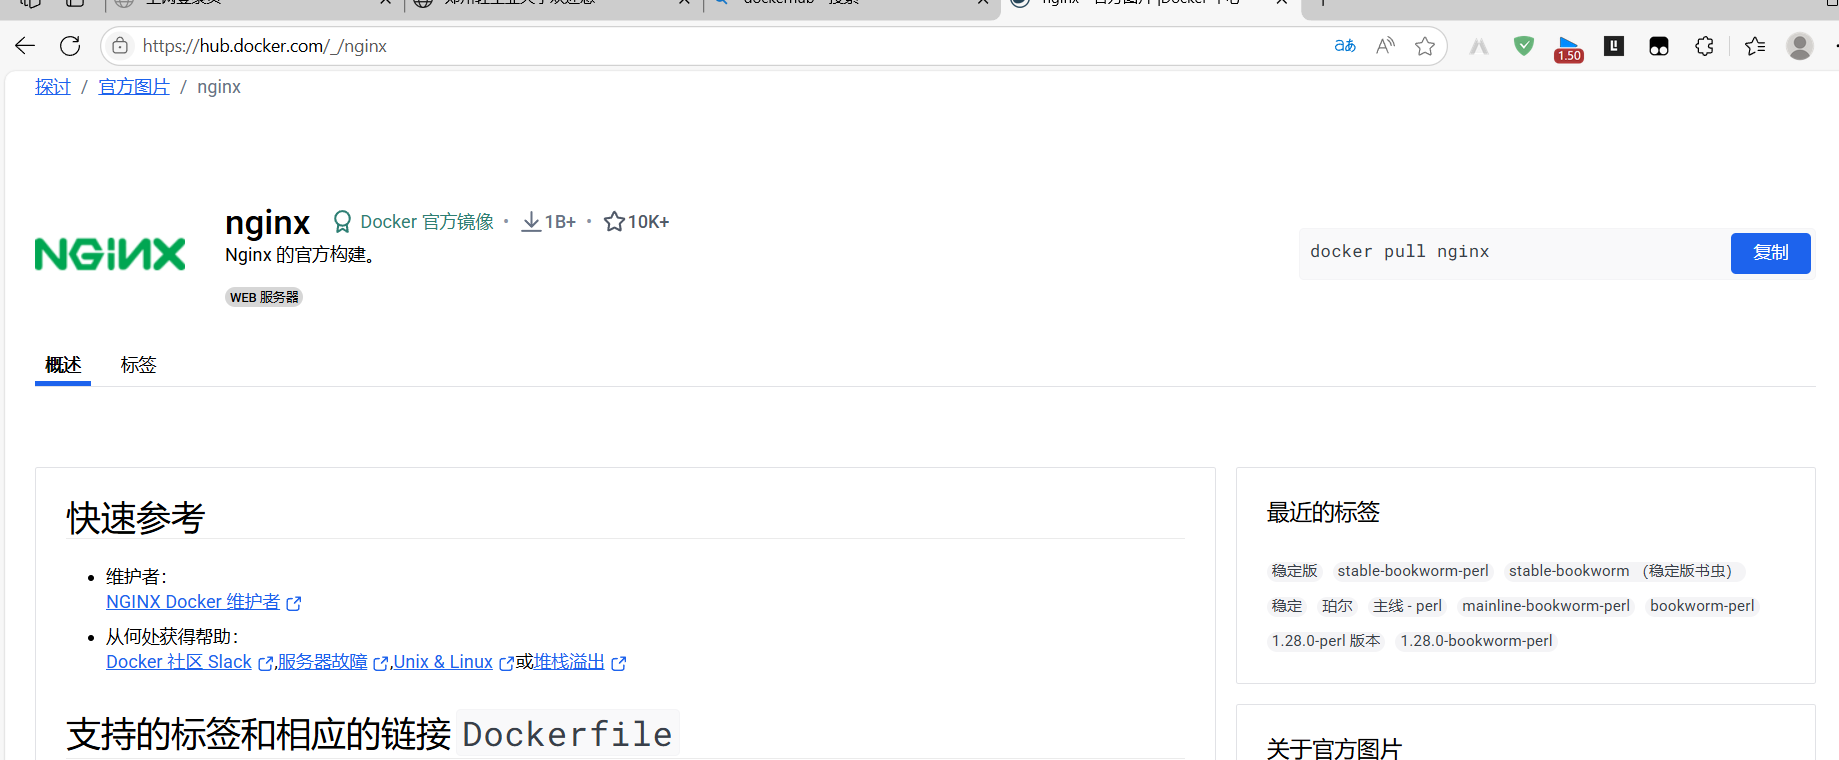 https://hub.docker.com/_/nginx
1.50
探讨 / 官方图片 / nginx
NGINX
nginx Docker 官方镜像 • 1B+ • 10K+
Nginx 的官方构建。
WEB 服务器
docker pull nginx 复制
概述 标签
快速参考
• 维护者：
NGINX Docker 维护者
• 从何处获得帮助：
Docker 社区 Slack ,服务器故障 ,Unix & Linux 或堆栈溢出
支持的标签和相应的链接 Dockerfile
最近的标签
稳定版 stable-bookworm-perl stable-bookworm （稳定版书虫）
稳定 珀尔 主线 - perl mainline-bookworm-perl bookworm-perl
1.28.0-perl 版本 1.28.0-bookworm-perl
关于官方图片